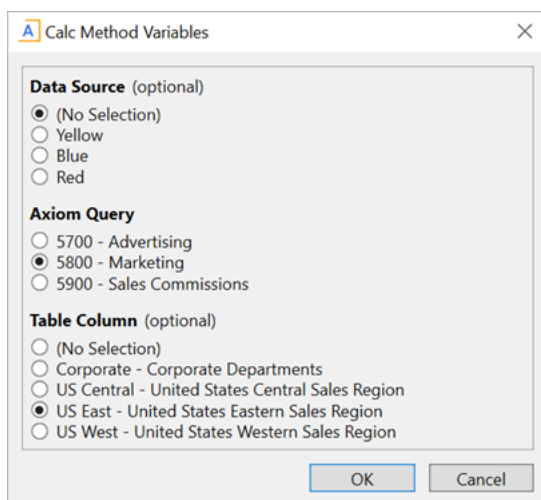 A Calc Method Variables
Data Source (optional)
(No Selection)
Yellow
Blue
Red
Axiom Query
5700 - Advertising
5800 - Marketing
5900 - Sales Commissions
Table Column (optional)
(No Selection)
Corporate - Corporate Departments
US Central - United States Central Sales Region
US East - United States Eastern Sales Region
US West - United States Western Sales Region
OK Cancel